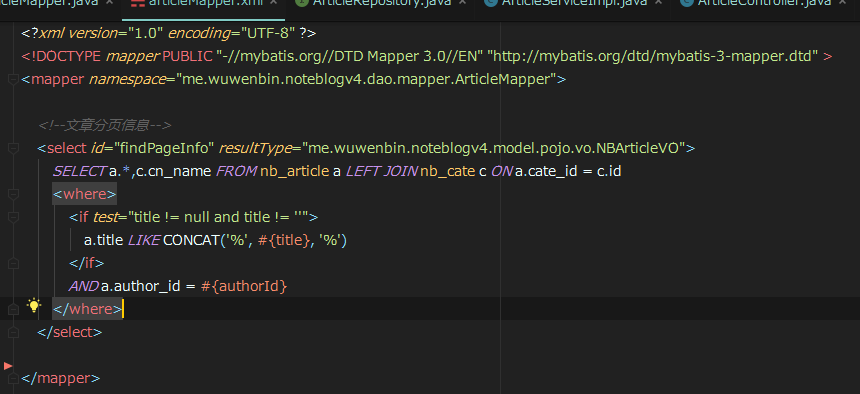 cleMapper.java × articleMapper.xml × ArticleRepository.java × ArticleServiceImpl.java × ArticleController.java ×
<?xml version="1.0" encoding="UTF-8" ?>
<!DOCTYPE mapper PUBLIC "-//mybatis.org//DTD Mapper 3.0//EN" "http://mybatis.org/dtd/mybatis-3-mapper.dtd" >
<mapper namespace="me.wuwenbin.noteblogv4.dao.mapper.ArticleMapper">
<!--文章分页信息-->
<select id="findPageInfo" resultType="me.wuwenbin.noteblogv4.model.pojo.vo.NBArticleVO">
SELECT a.*,c.cn_name FROM nb_article a LEFT JOIN nb_cate c ON a.cate_id = c.id
<where>
<if test="title != null and title != ''">
a.title LIKE CONCAT('%', #{title}, '%')
</if>
AND a.author_id = #{authorId}
</where>
</select>
</mapper>